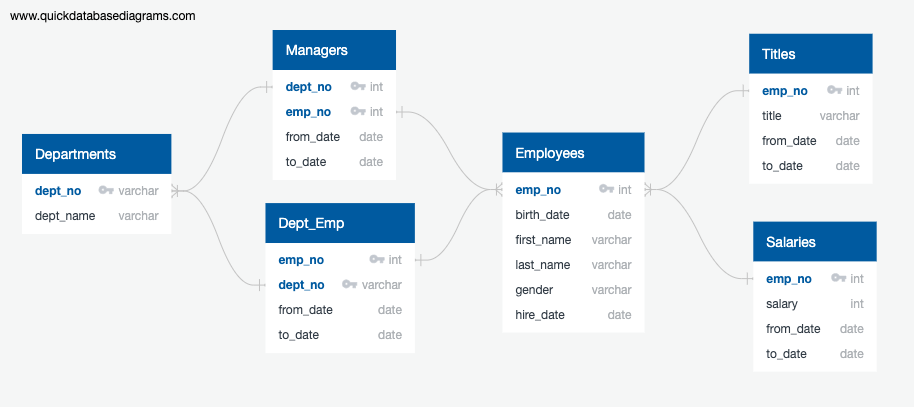 www.quickdatabasediagrams.com
Managers
dept_no int
emp_no int
from_date date
to_date date
Titles
emp_no int
title varchar
from_date date
to_date date
Departments
dept_no varchar
dept_name varchar
Employees
emp_no int
birth_date date
first_name varchar
last_name varchar
gender varchar
hire_date date
Dept_Emp
emp_no int
dept_no varchar
from_date date
to_date date
Salaries
emp_no int
salary int
from_date date
to_date date